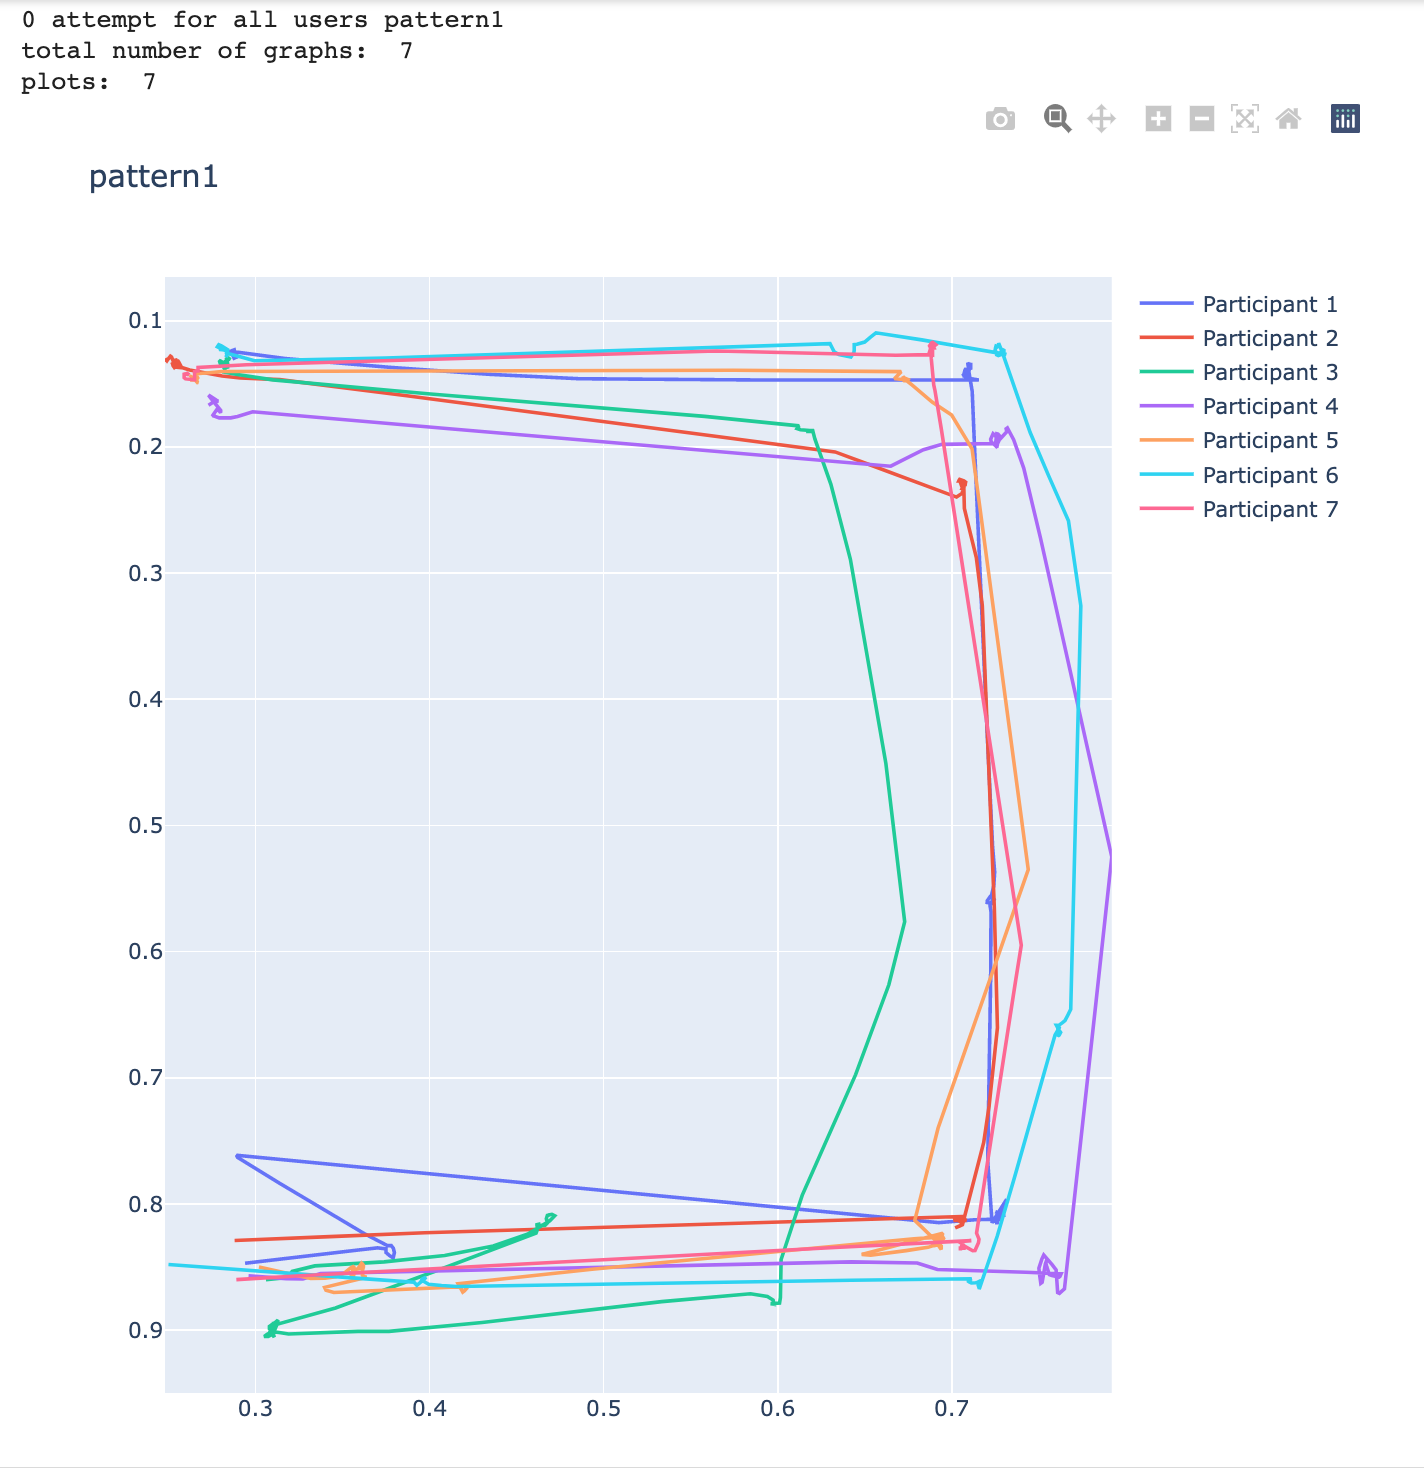 0 attempt for all users pattern1
total number of graphs:  7
plots:  7
pattern1
Participant 1
Participant 2
Participant 3
Participant 4
Participant 5
Participant 6
Participant 7
0.1
0.2
0.3
0.4
0.5
0.6
0.7
0.8
0.9
0.3 0.4 0.5 0.6 0.7